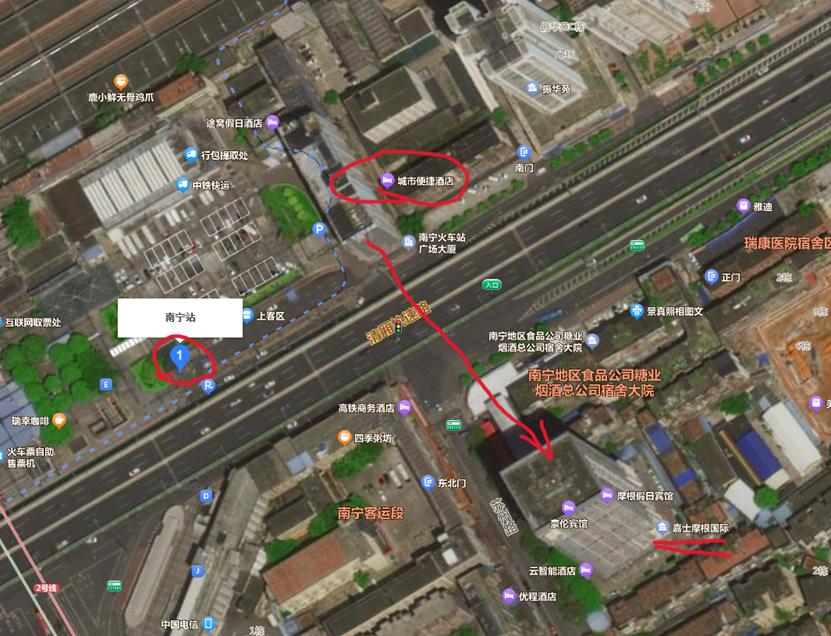 振华苑C栋
鹿小鲜无骨鸡爪
振华苑
途窝假日酒店
行包提取处
南门
中铁快运
城市便捷酒店
雅迪
P
南宁火车站
广场大厦
瑞康医院宿舍区
正门
入口
南宁站
上客区
互联网取票处
景真照相图文
南宁地区食品公司糖业
烟酒总公司宿舍大院
1
南宁地区食品公司糖业
烟酒总公司宿舍大院
E
P
高铁商务酒店
瑞幸咖啡
四季粥坊
火车票自助
售票机
东北门
D
摩根假日宾馆
南宁客运段
豪伦宾馆
嘉士摩根国际
J
云智能酒店
2号线
优程酒店
中国电信
1栋